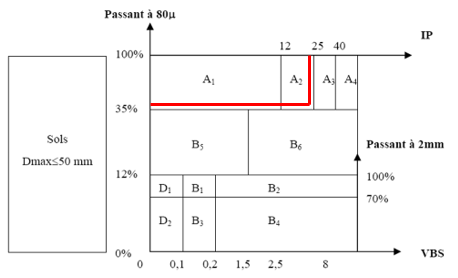 Passant à 80μ
IP
12 25 40
100%
A1 A2 A3 A4
35%
Sols
Dmax≤50 mm
B5 B6
Passant à 2mm
12%
100%
D1 B1 B2
70%
D2 B3 B4
0%
VBS
0 0,1 0,2 1,5 2,5 8